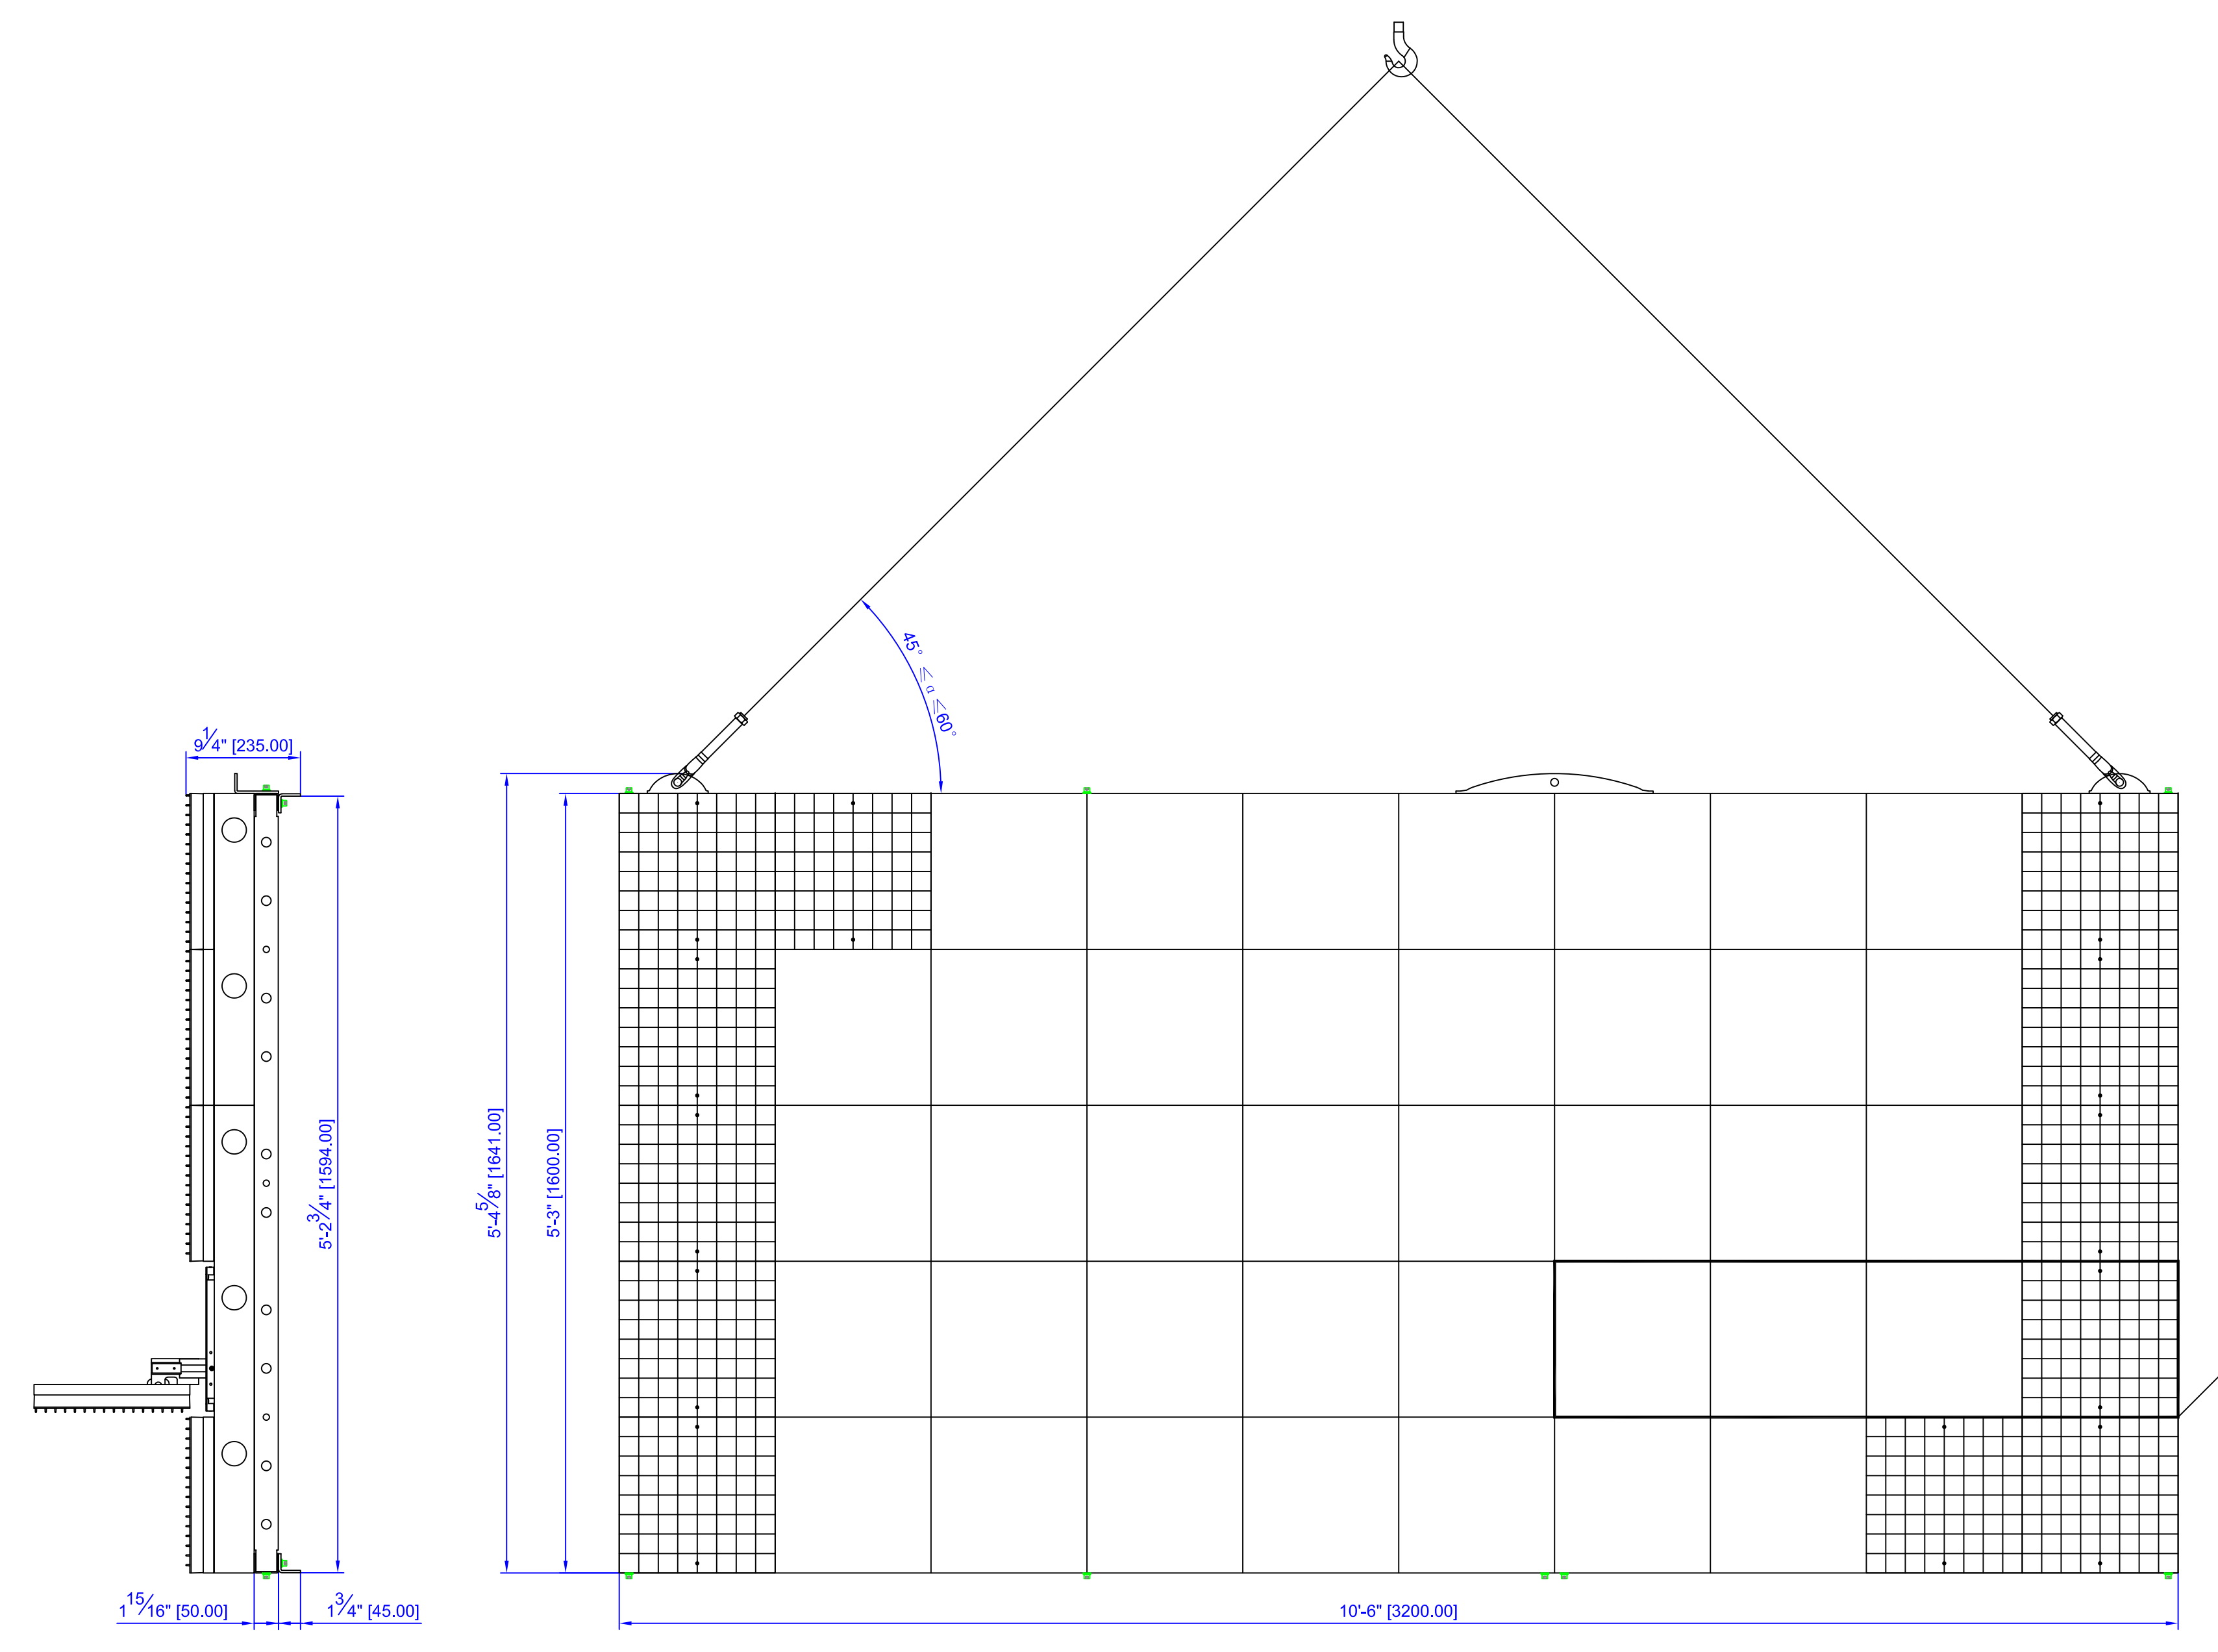 45° ≤ α ≤60°
9 1/4" [235.00]
5'-2 3/4" [1594.00]
5'-4 5/8" [1641.00]
5'-3" [1600.00]
1 15/16" [50.00]
1 3/4" [45.00]
10'-6" [3200.00]